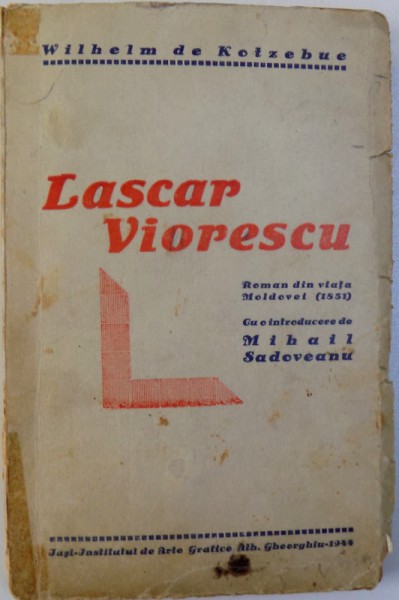 Wilhelm de Kotzebue
Lascar
Viorescu
Roman din viața
Moldovei (1851)
Cu o introducere de
Mihail
Sadoveanu
Iași-Institutul de Arte Grafice Alb. Gheorghiu-1944